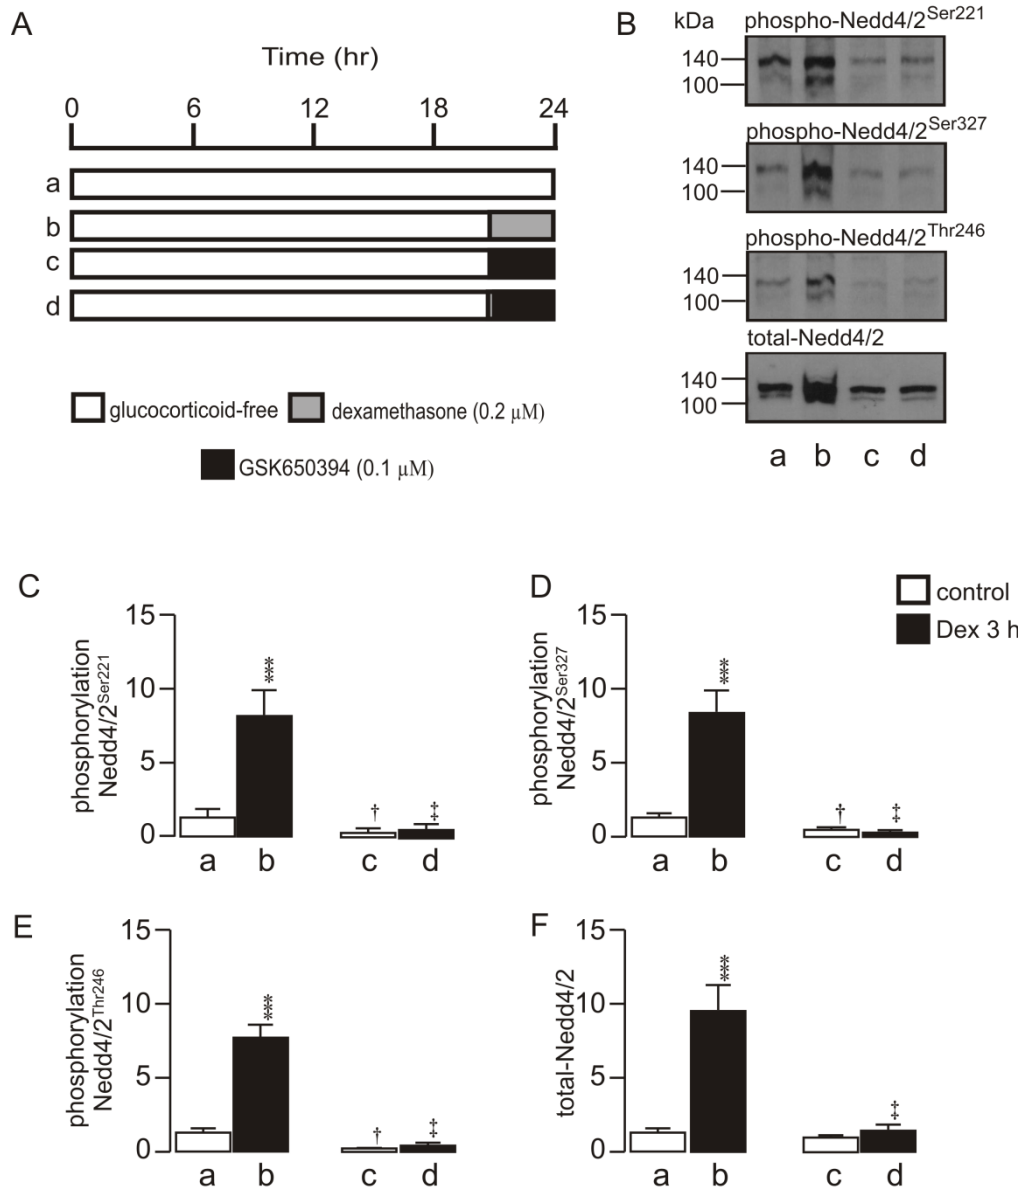 A
Time (hr)
0 6 12 18 24
a
b
c
d
glucocorticoid-free
dexamethasone (0.2 µM)
GSK650394 (0.1 µM)
B
kDa
phospho-Nedd4/2Ser221
140
100
phospho-Nedd4/2Ser327
140
100
phospho-Nedd4/2Thr246
140
100
total-Nedd4/2
140
100
a b c d
C
phosphorylation
Nedd4/2Ser221
15
10
5
0
***
†
‡
a b c d
D
control
Dex 3 h
phosphorylation
Nedd4/2Ser327
15
10
5
0
***
†
‡
a b c d
E
phosphorylation
Nedd4/2Thr246
15
10
5
0
***
†
‡
a b c d
F
total-Nedd4/2
15
10
5
0
***
‡
a b c d